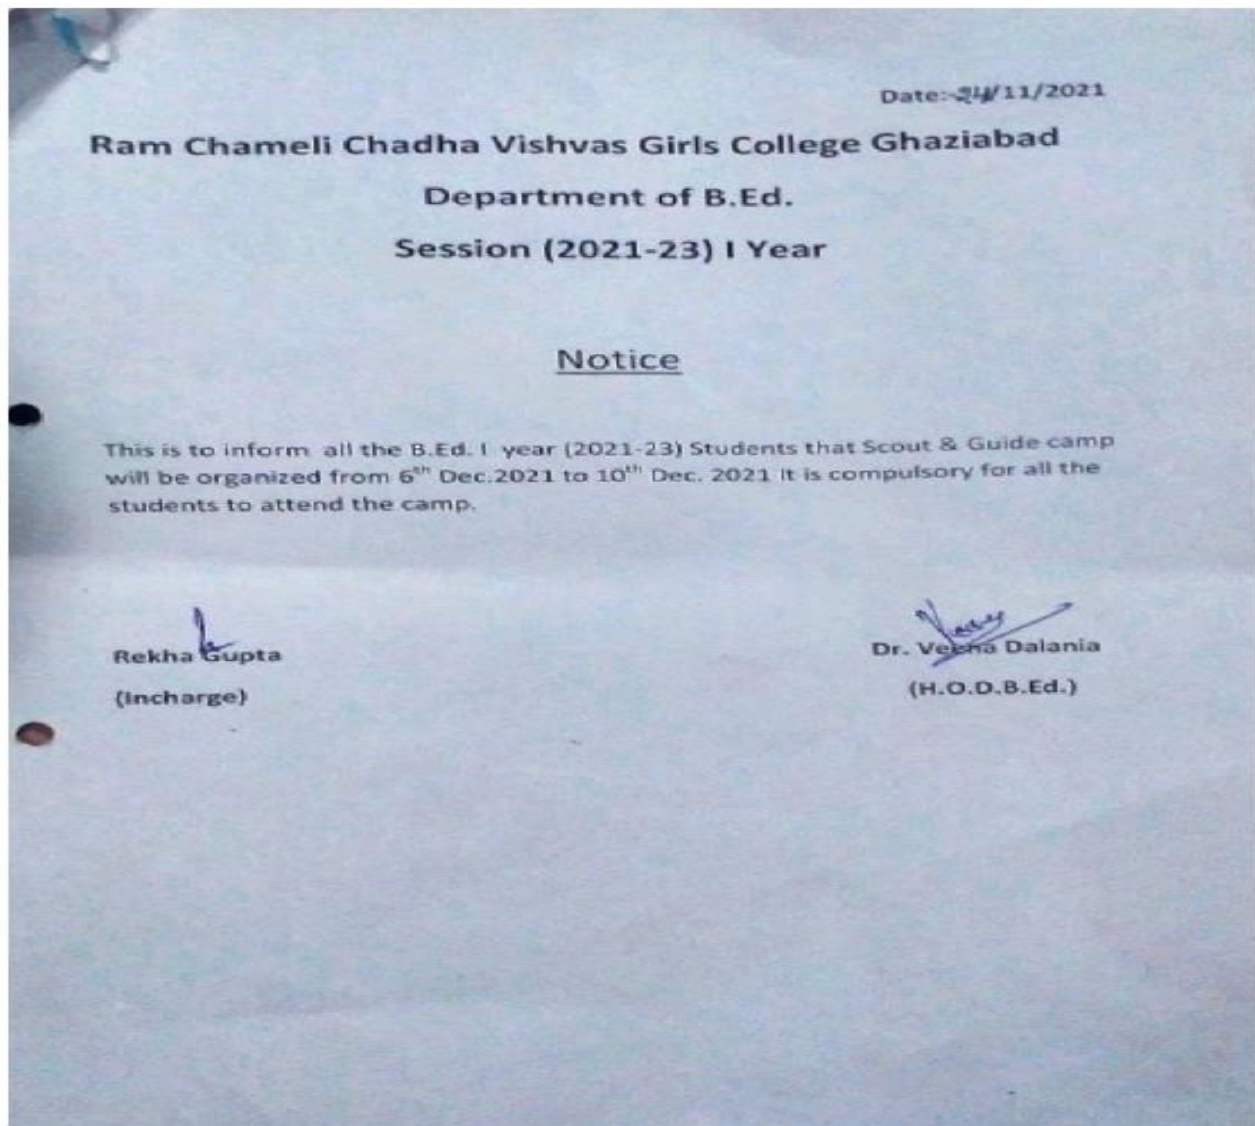 Date:-24/11/2021
Ram Chameli Chadha Vishvas Girls College Ghaziabad
Department of B.Ed.
Session (2021-23) I Year
Notice
This is to inform all the B.Ed. I year (2021-23) Students that Scout & Guide camp
will be organized from 6th Dec.2021 to 10th Dec. 2021 It is compulsory for all the
students to attend the camp.
Rekha Gupta
(Incharge)
Dr. Veena Dalania
(H.O.D.B.Ed.)